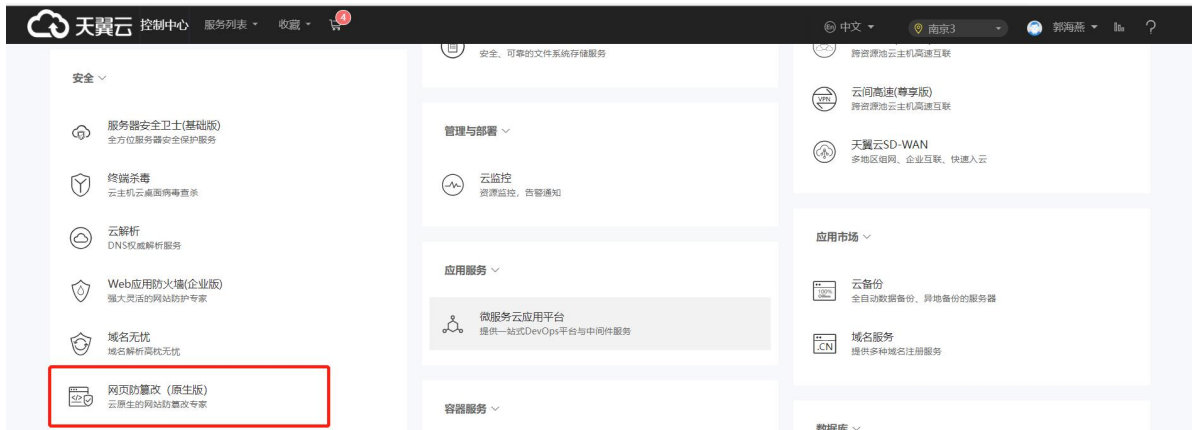 天翼云 控制中心 服务列表 收藏 4 En 中文 南京3 郭海燕 ?
安全
服务器安全卫士(基础版)
全方位服务器安全保护服务
终端杀毒
云主机云桌面病毒查杀
云解析
DNS权威解析服务
Web应用防火墙(企业版)
强大灵活的网站防护专家
域名无忧
域名解析高枕无忧
网页防篡改（原生版）
云原生的网站防篡改专家
安全、可靠的文件系统存储服务
管理与部署
云监控
资源监控，告警通知
应用服务
微服务云应用平台
提供一站式DevOps平台与中间件服务
容器服务
跨资源池云主机高速互联
VPN
云间高速(尊享版)
跨资源池云主机高速互联
天翼云SD-WAN
多地区组网、企业互联、快速入云
应用市场
100%
云备份
全自动数据备份、异地备份的服务器
.CN
域名服务
提供多种域名注册服务
数据库